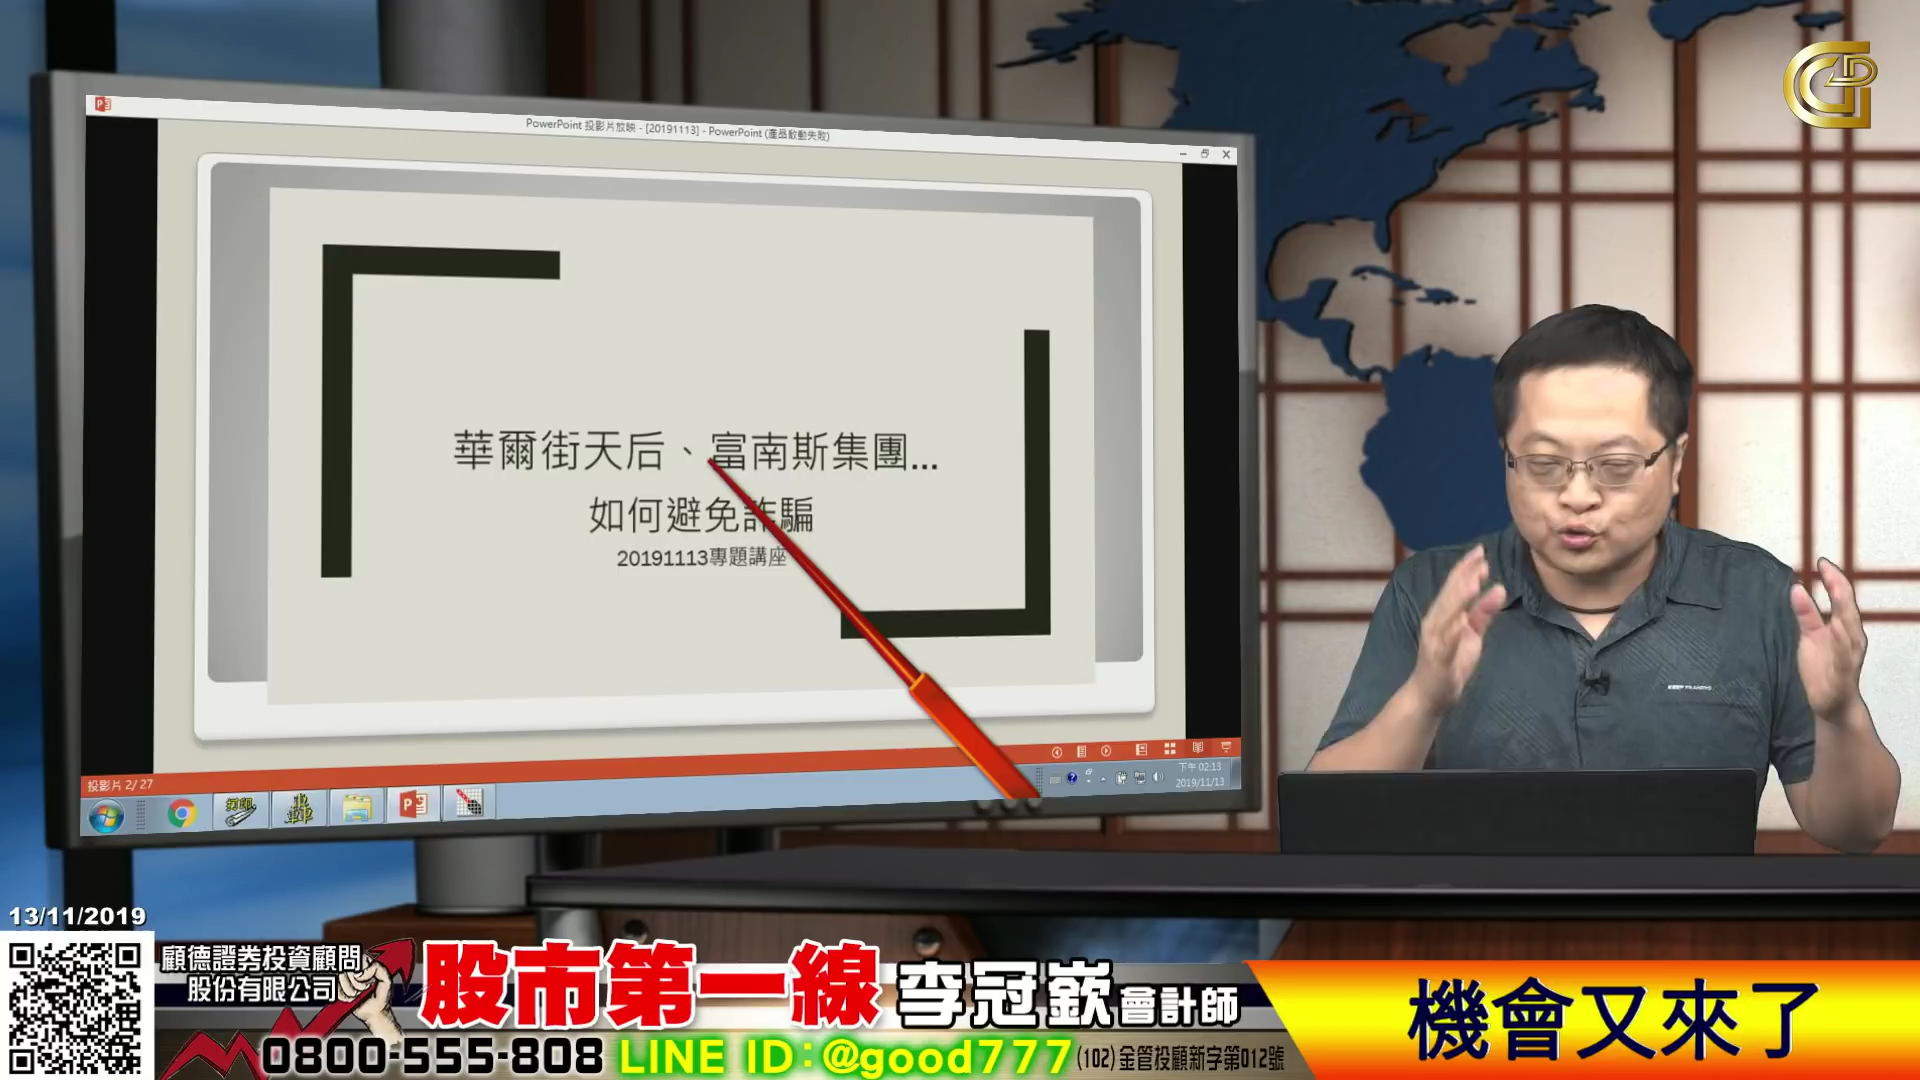 PowerPoint 投影片放映 - [20191113] - PowerPoint (產品啟動失敗)
華爾街天后、富南斯集團...
如何避免詐騙
20191113專題講座
投影片 2/ 27
下午 02:13
2019/11/13
13/11/2019
顧德證券投資顧問
股份有限公司
股市第一線 李冠嶔 會計師
0800-555-808 LINE ID:@good777 (102)金管投顧新字第012號
機會又來了